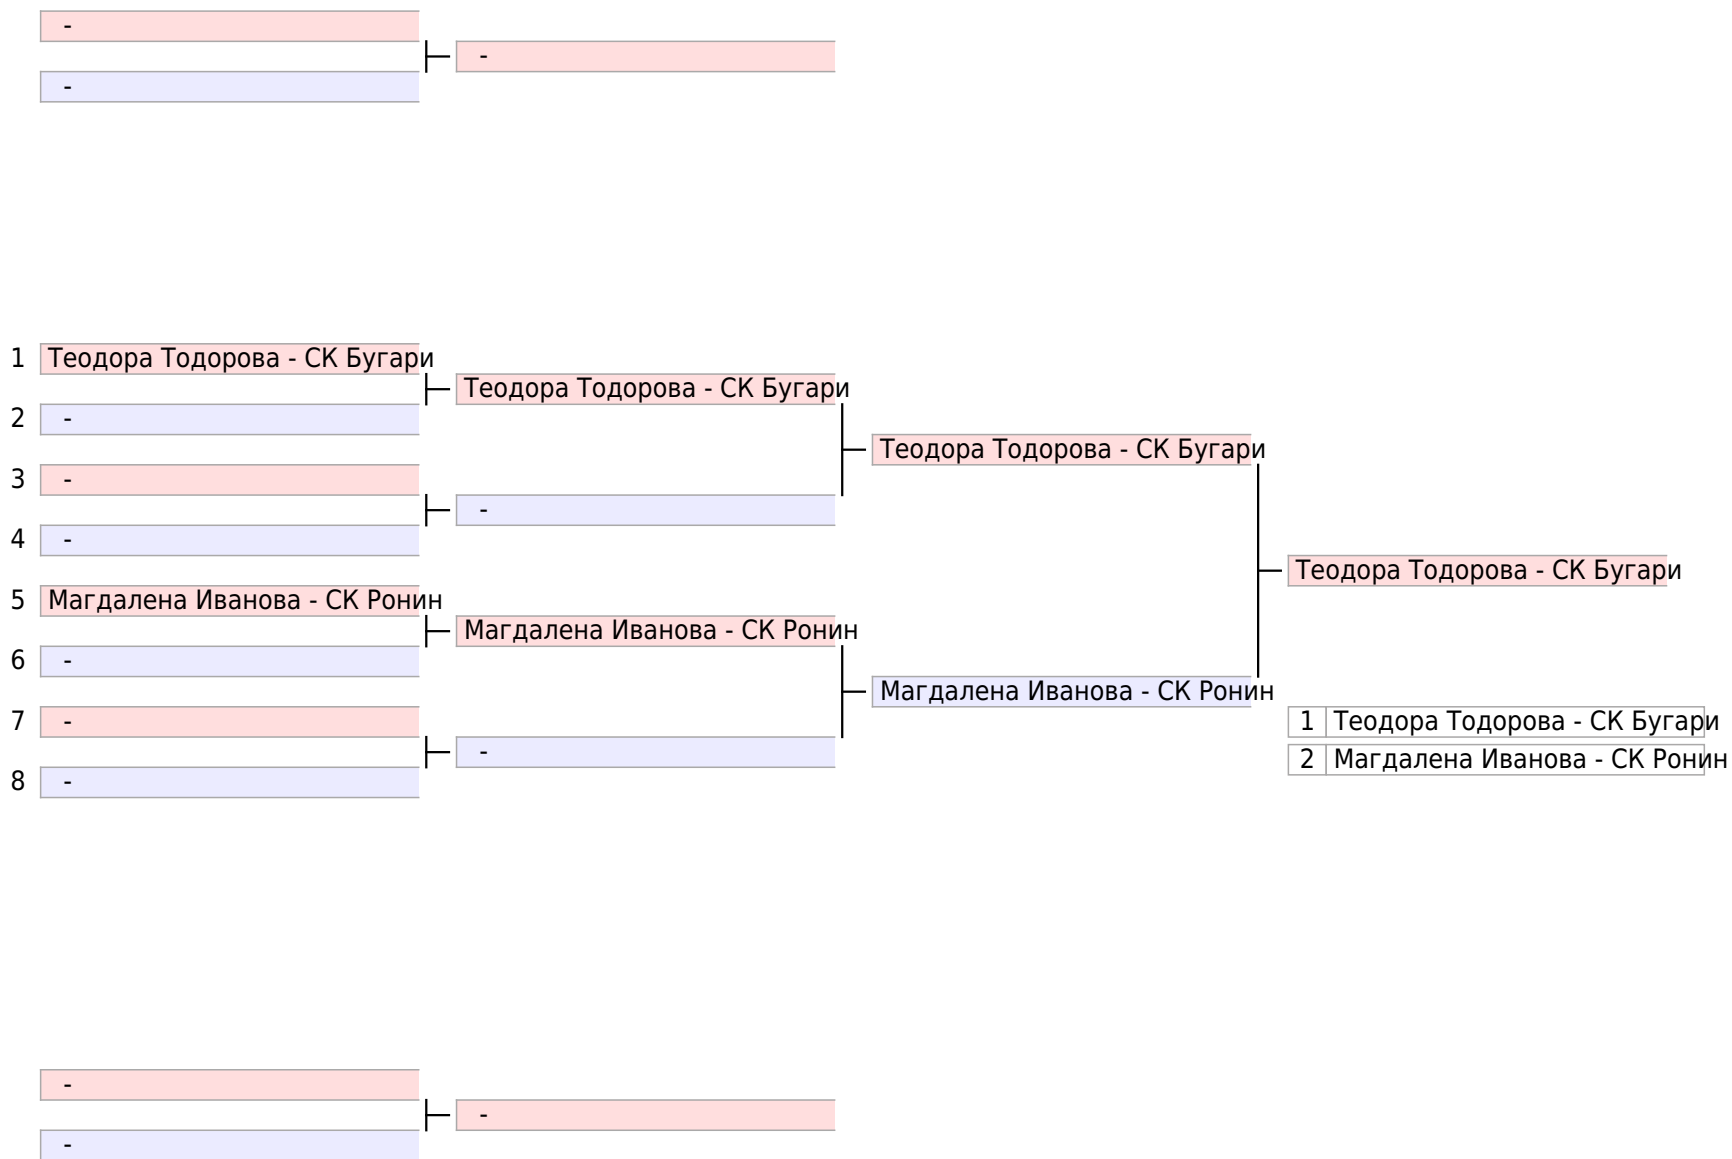 -
-
-
1 Теодора Тодорова - СК Бугари
Теодора Тодорова - СК Бугари
2 -
Теодора Тодорова - СК Бугари
3 -
-
4 -
Теодора Тодорова - СК Бугари
5 Магдалена Иванова - СК Ронин
Магдалена Иванова - СК Ронин
6 -
Магдалена Иванова - СК Ронин
7 -
1 Теодора Тодорова - СК Бугари
-
2 Магдалена Иванова - СК Ронин
8 -
-
-
-